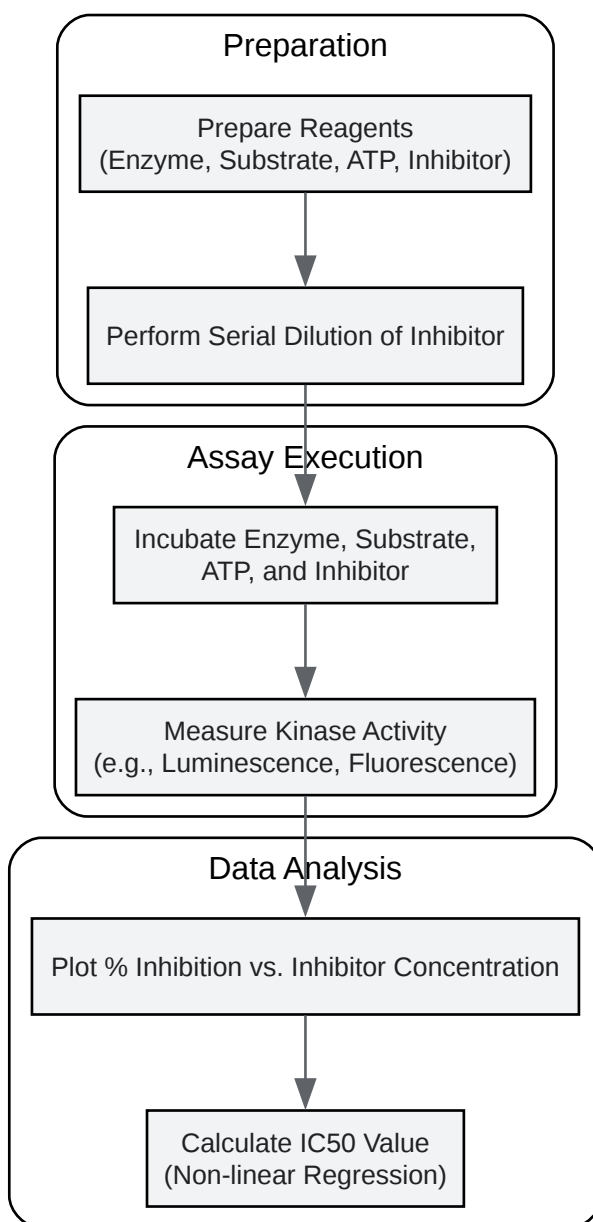 Preparation
Prepare Reagents
(Enzyme, Substrate, ATP, Inhibitor)
Perform Serial Dilution of Inhibitor
Assay Execution
Incubate Enzyme, Substrate,
ATP, and Inhibitor
Measure Kinase Activity
(e.g., Luminescence, Fluorescence)
Data Analysis
Plot % Inhibition vs. Inhibitor Concentration
Calculate IC50 Value
(Non-linear Regression)